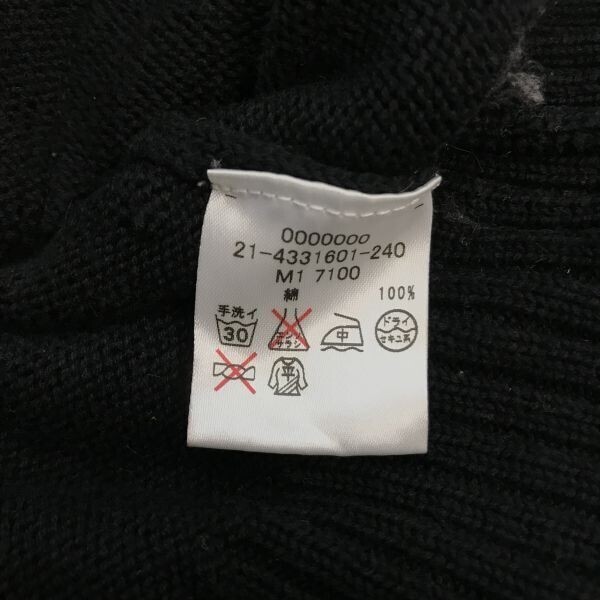 0000000
21-4331601-240
M1 7100
綿 100%
手洗イ
30 エンソ サラシ 中 ドライ セキユ系
平